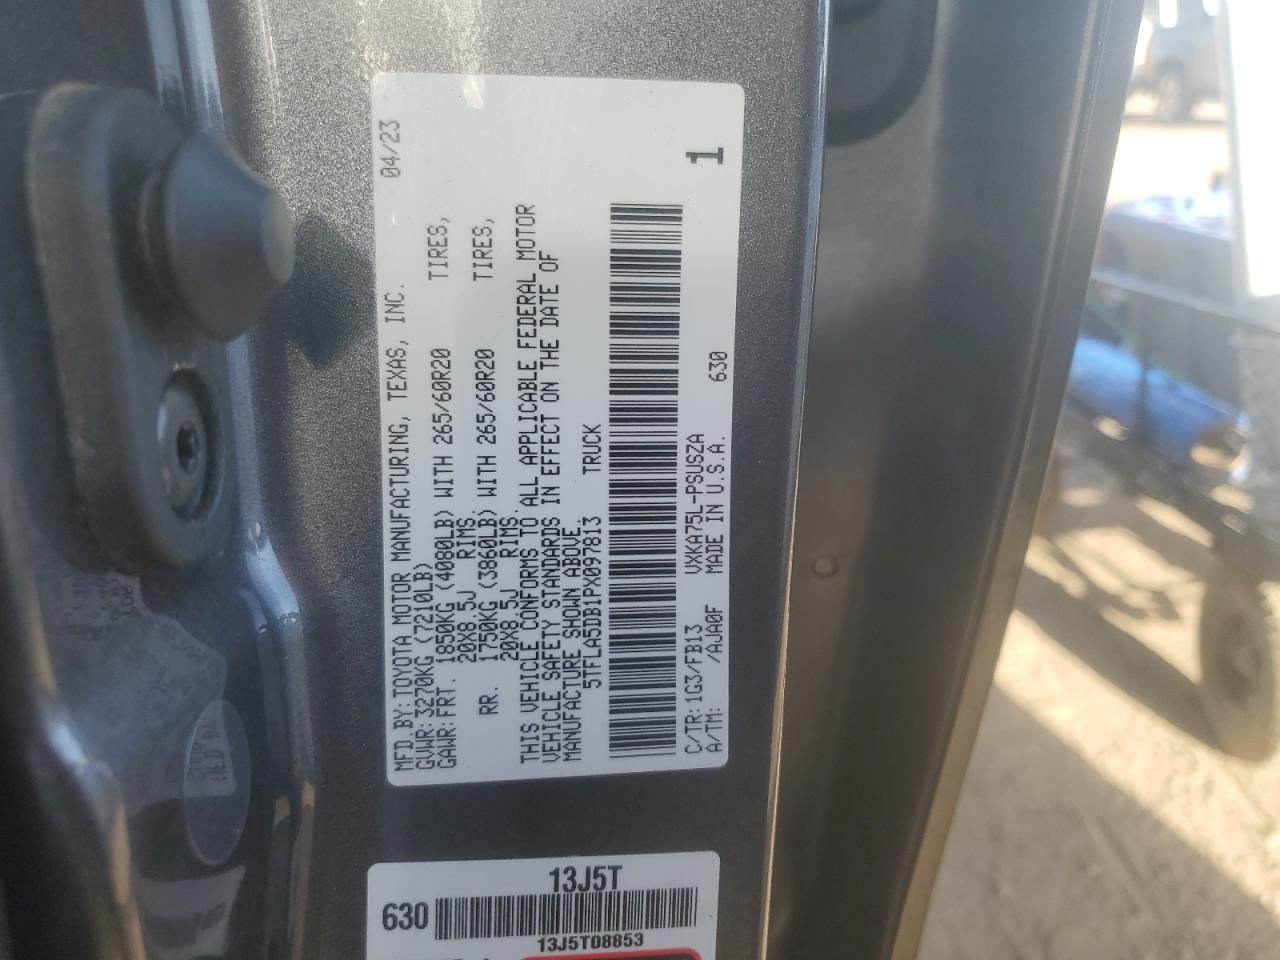 MFD.BY:TOYOTA MOTOR MANUFACTURING, TEXAS, INC. 04/23
GVWR:3270KG (7210LB)
GAWR:FRT. 1850KG (4080LB) WITH 265/60R20 TIRES,
20X8.5J RIMS,
RR. 1750KG (3860LB) WITH 265/60R20 TIRES,
20X8.5J RIMS.
THIS VEHICLE CONFORMS TO ALL APPLICABLE FEDERAL MOTOR
VEHICLE SAFETY STANDARDS IN EFFECT ON THE DATE OF
MANUFACTURE SHOWN ABOVE.
5TFLA5DB1PX097813 TRUCK
C/TR:1G3/FB13 VXKA75L-PSUSZA
A/TM: /AJA0F MADE IN U.S.A. 630 1
13J5T
630
13J5T08853